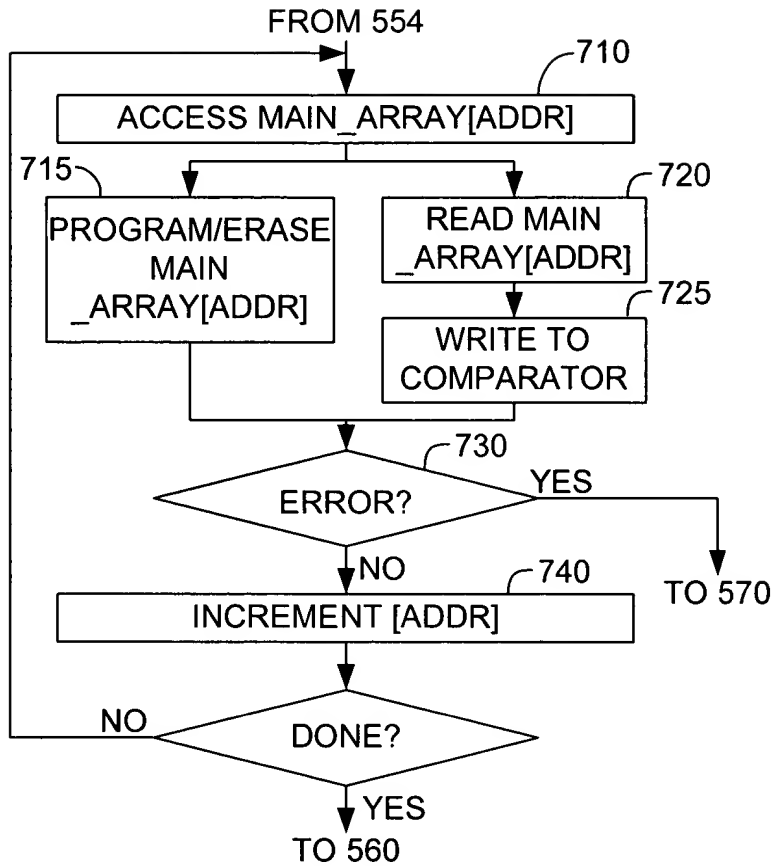 FROM 554
710
ACCESS MAIN_ARRAY[ADDR]
715
PROGRAM/ERASE
MAIN
_ARRAY[ADDR]
720
READ MAIN
_ARRAY[ADDR]
725
WRITE TO
COMPARATOR
730
ERROR?
YES
TO 570
NO
740
INCREMENT [ADDR]
DONE?
NO
YES
TO 560